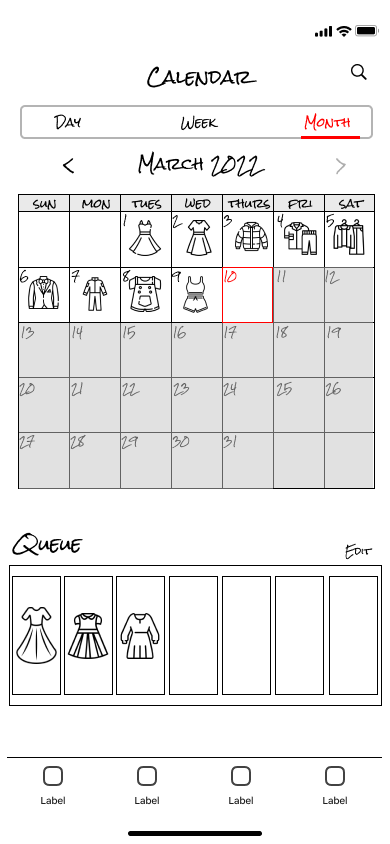 Calendar
Day Week Month
< March 2022 >
Sun Mon Tues Wed Thurs Fri Sat
1 2 3 4 5
6 7 8 9 10 11 12
13 14 15 16 17 18 19
20 21 22 23 24 25 26
27 28 29 30 31
Queue
Edit
Label Label Label Label